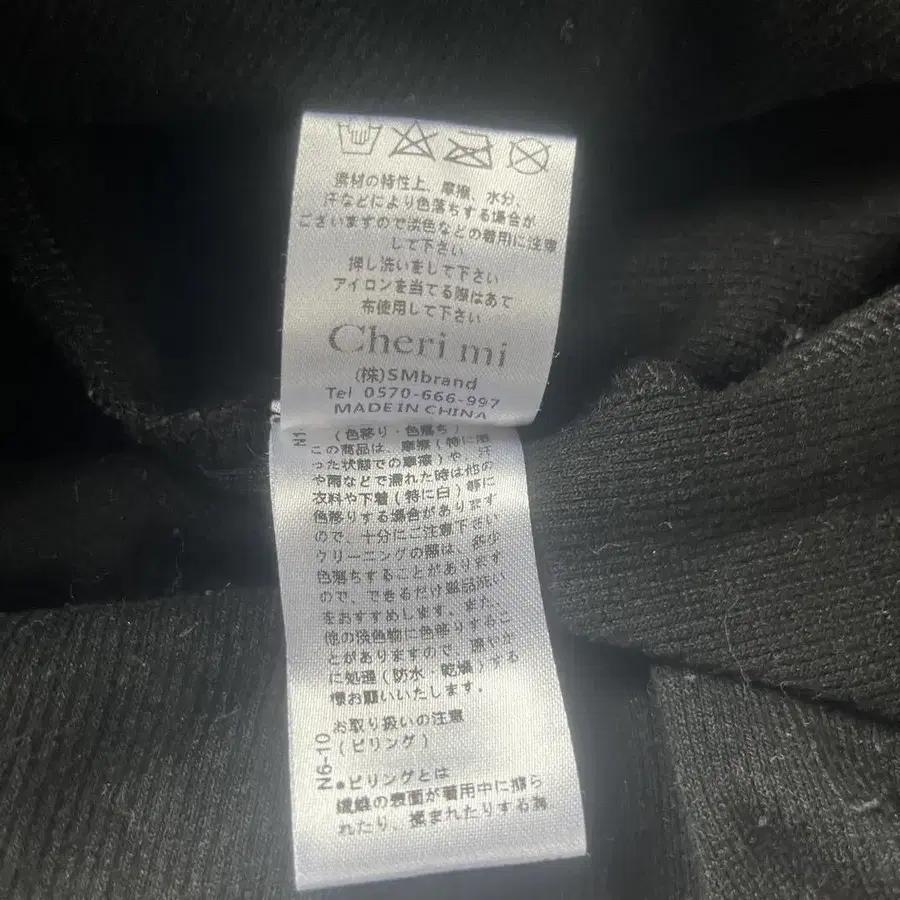 素材の特性上、摩擦、水分、
汗などにより色落ちする場合が
ございますので淡色などの着用に注意
して下さい
押し洗いをして下さい
アイロンを当てる際はあて
布使用して下さい
Cheri mi
(株)SMbrand
Tel 0570-666-997
MADE IN CHINA
(色移り・色落ち)
この商品は、摩擦(特に湿
った状態での摩擦)や、汗
や雨などで濡れた時は他の
衣料や下着(特に白)等に
色移りする場合があります
ので、十分にご注意下さい
クリーニングの際は、多少
色落ちすることがあります
ので、できるだけ単品洗い
をおすすめします。また、
他の淡色物に色移りするこ
とがありますので、速やか
に処理(防水・乾燥)する
様お願いいたします。
お取り扱いの注意
(ピリング)
N6-10
●ピリングとは
繊維の表面が着用中に擦ら
れたり、揉まれたりする為